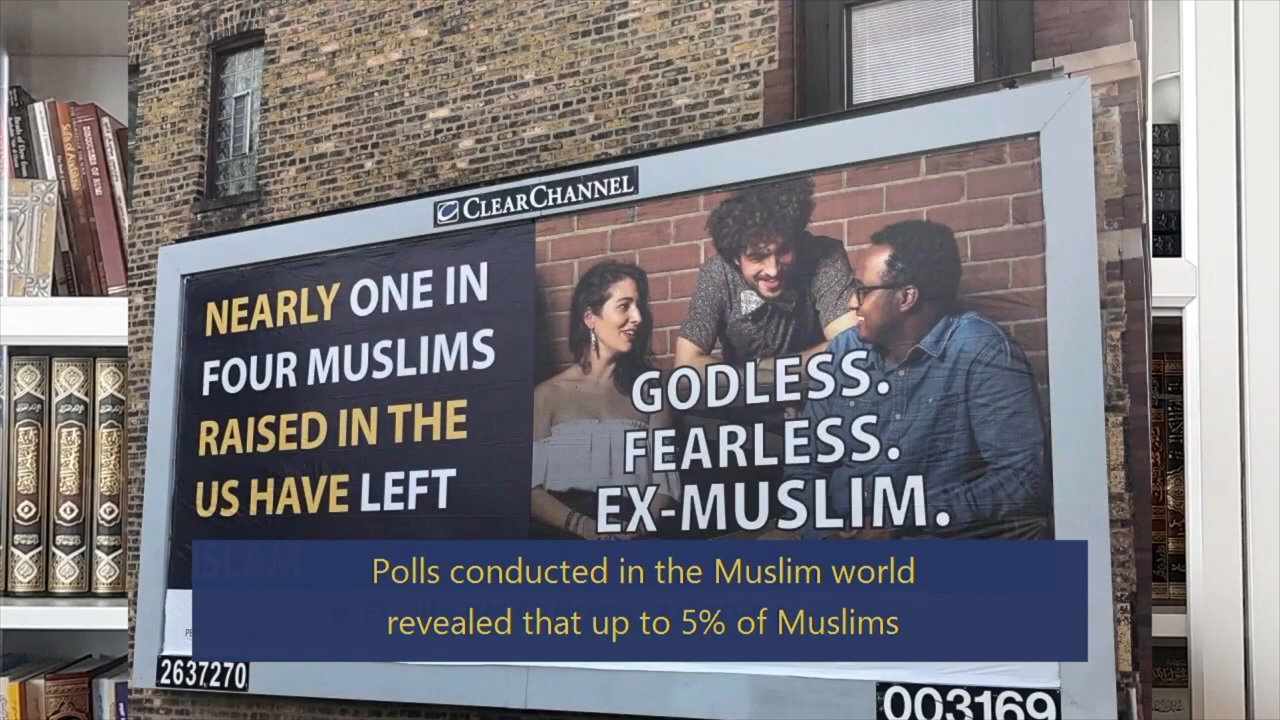 CLEARCHANNEL
NEARLY ONE IN
FOUR MUSLIMS
RAISED IN THE
US HAVE LEFT
ISLAM
GODLESS.
FEARLESS.
EX-MUSLIM.
Polls conducted in the Muslim world
revealed that up to 5% of Muslims
2637270
003169